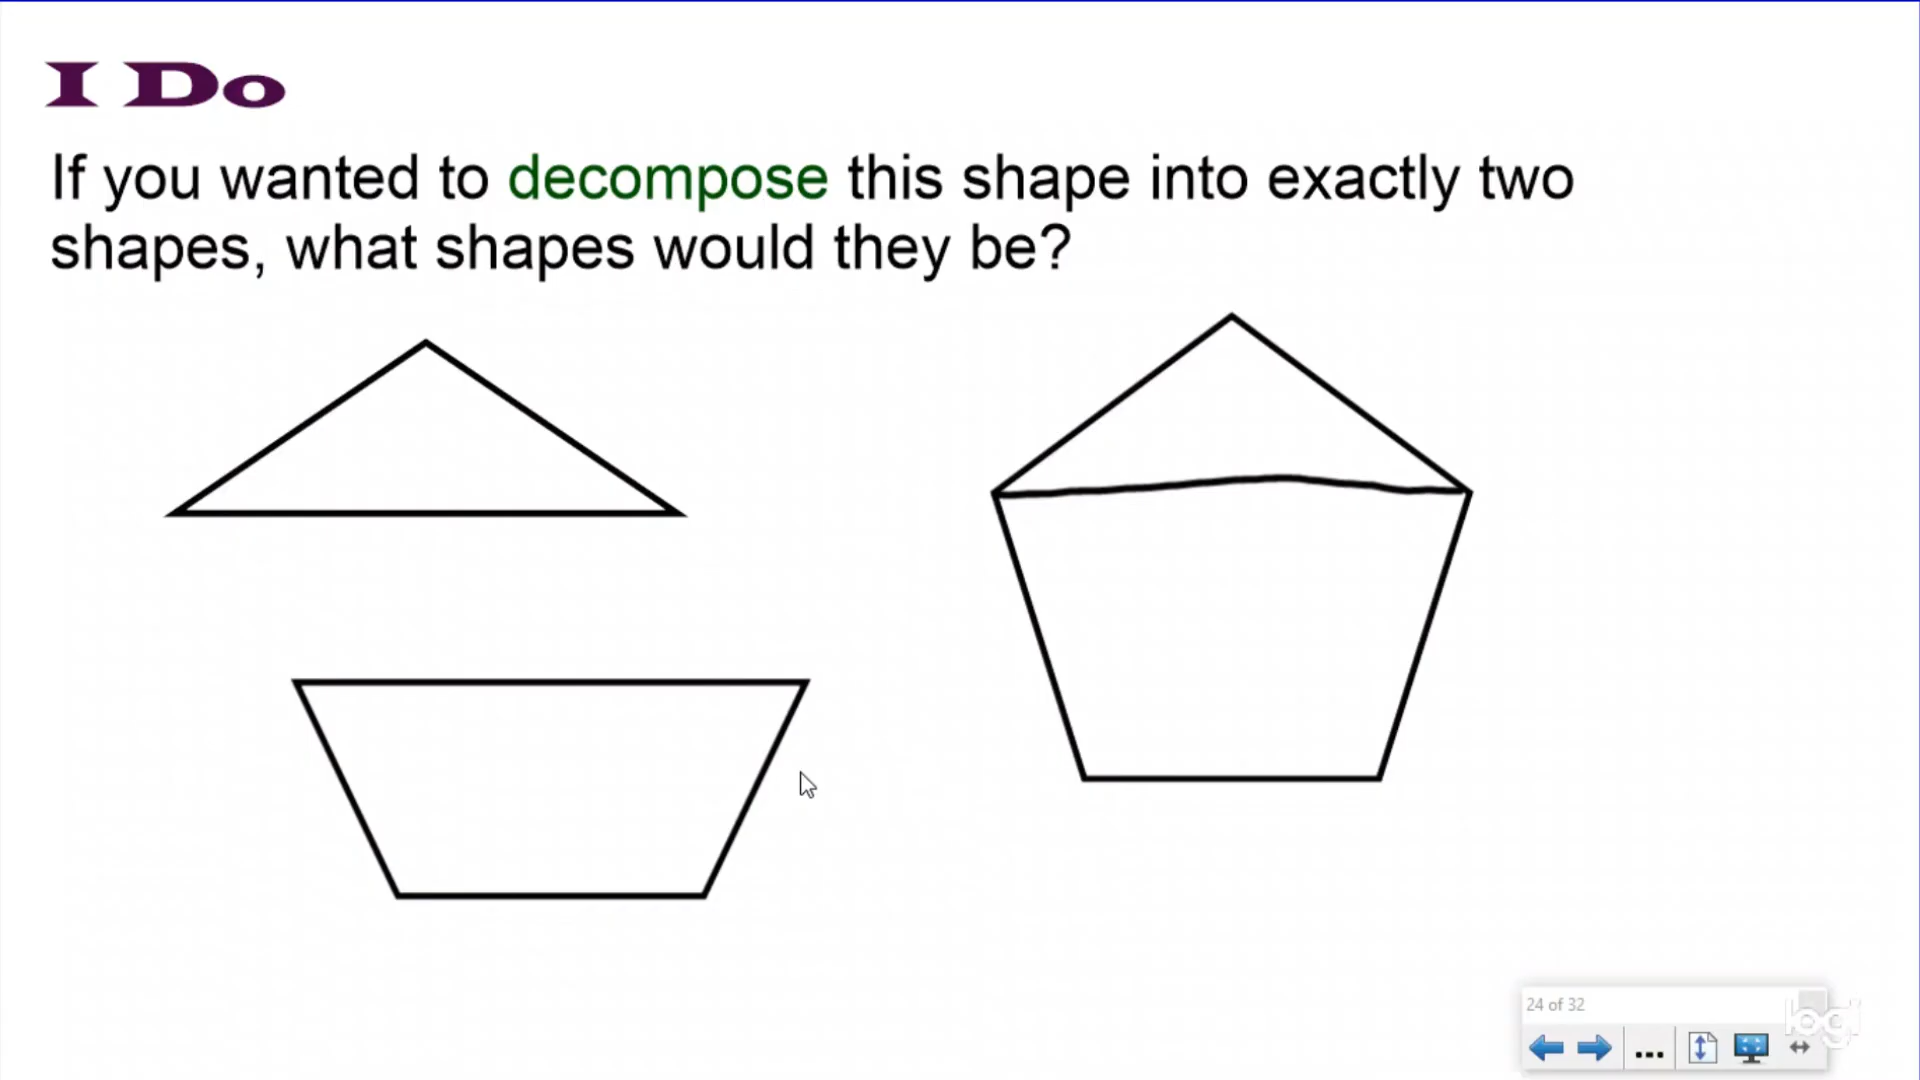 I Do
If you wanted to decompose this shape into exactly two
shapes, what shapes would they be?
24 of 32
logi